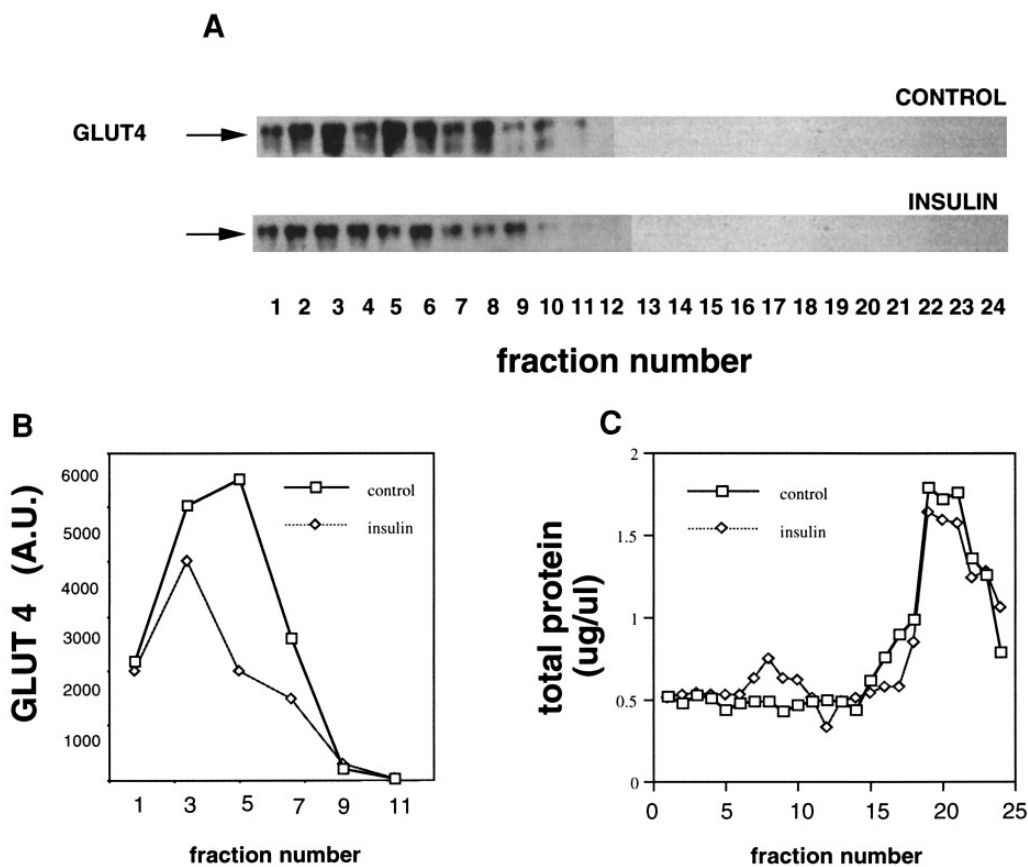 A
CONTROL
GLUT4
INSULIN
1 2 3 4 5 6 7 8 9 10 11 12 13 14 15 16 17 18 19 20 21 22 23 24
fraction number
B
GLUT 4 (A.U.)
6000
5000
4000
3000
2000
1000
control
insulin
1 3 5 7 9 11
fraction number
C
total protein
(ug/ul)
2
1.5
1
0.5
0
control
insulin
0 5 10 15 20 25
fraction number